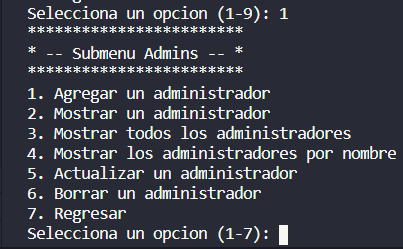 Selecciona un opcion (1-9): 1
*************************
* -- Submenu Admins -- *
*************************
1. Agregar un administrador
2. Mostrar un administrador
3. Mostrar todos los administradores
4. Mostrar los administradores por nombre
5. Actualizar un administrador
6. Borrar un administrador
7. Regresar
Selecciona un opcion (1-7):